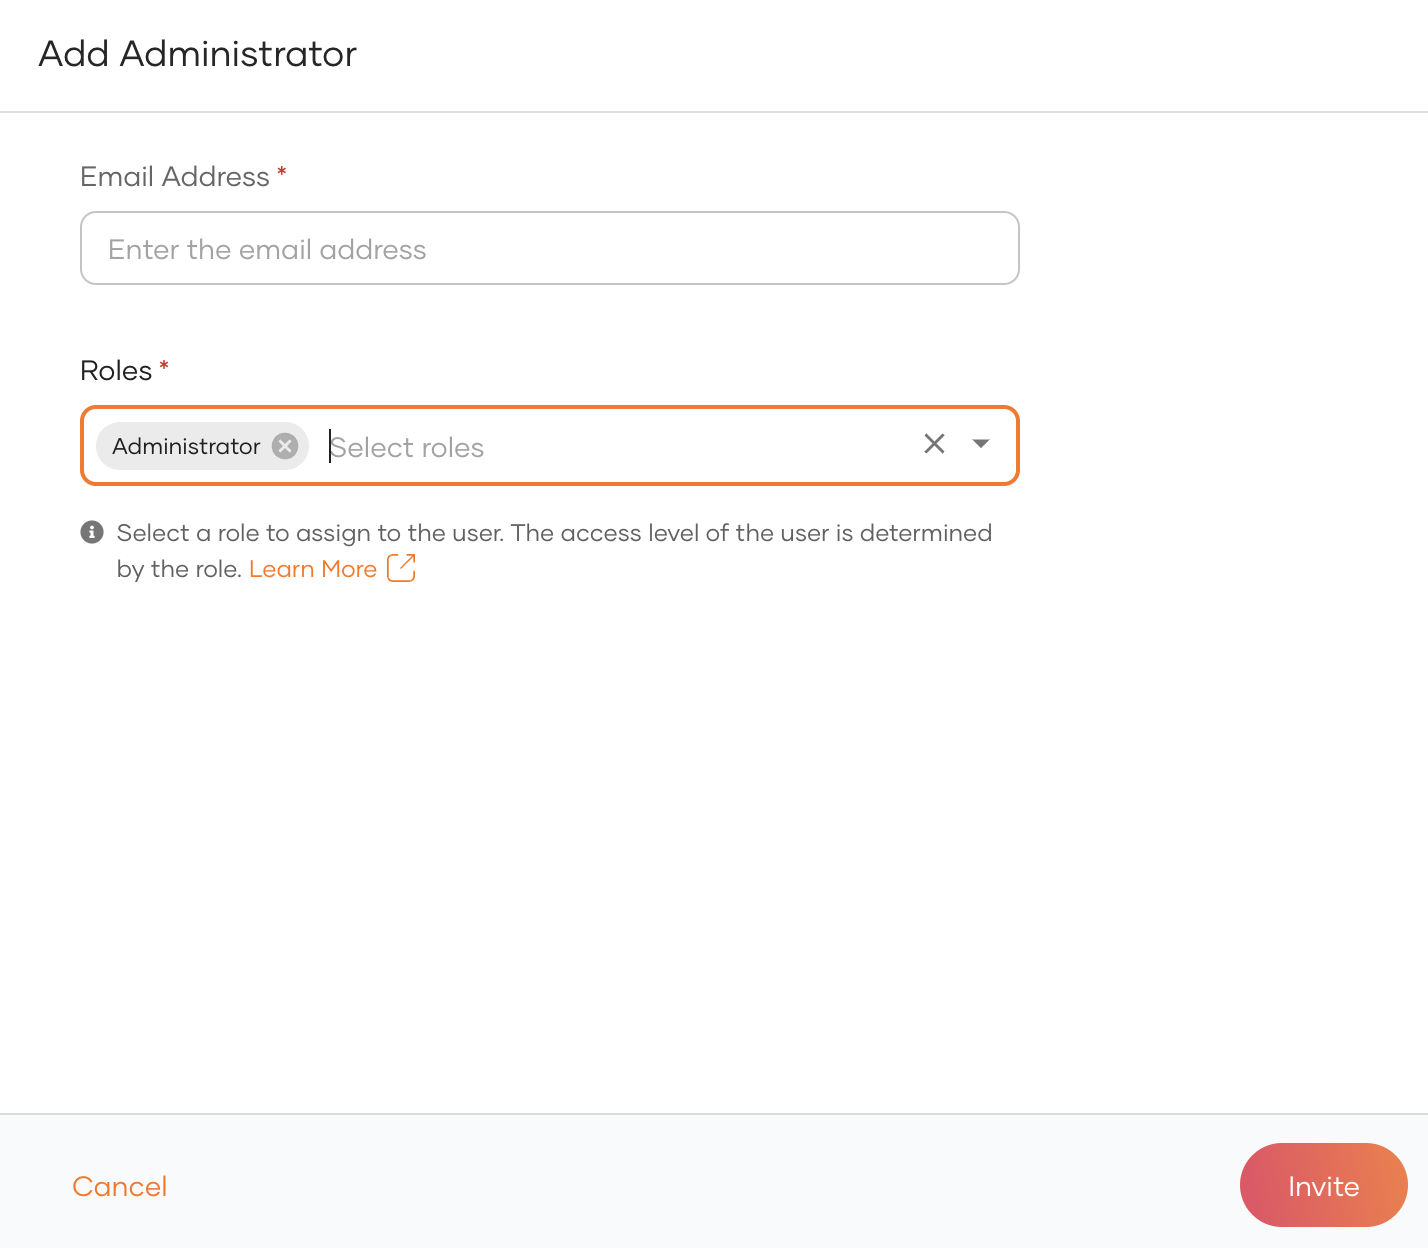 Add Administrator
Email Address *
Enter the email address
Roles *
Administrator Select roles
Select a role to assign to the user. The access level of the user is determined
by the role. Learn More
Cancel
Invite